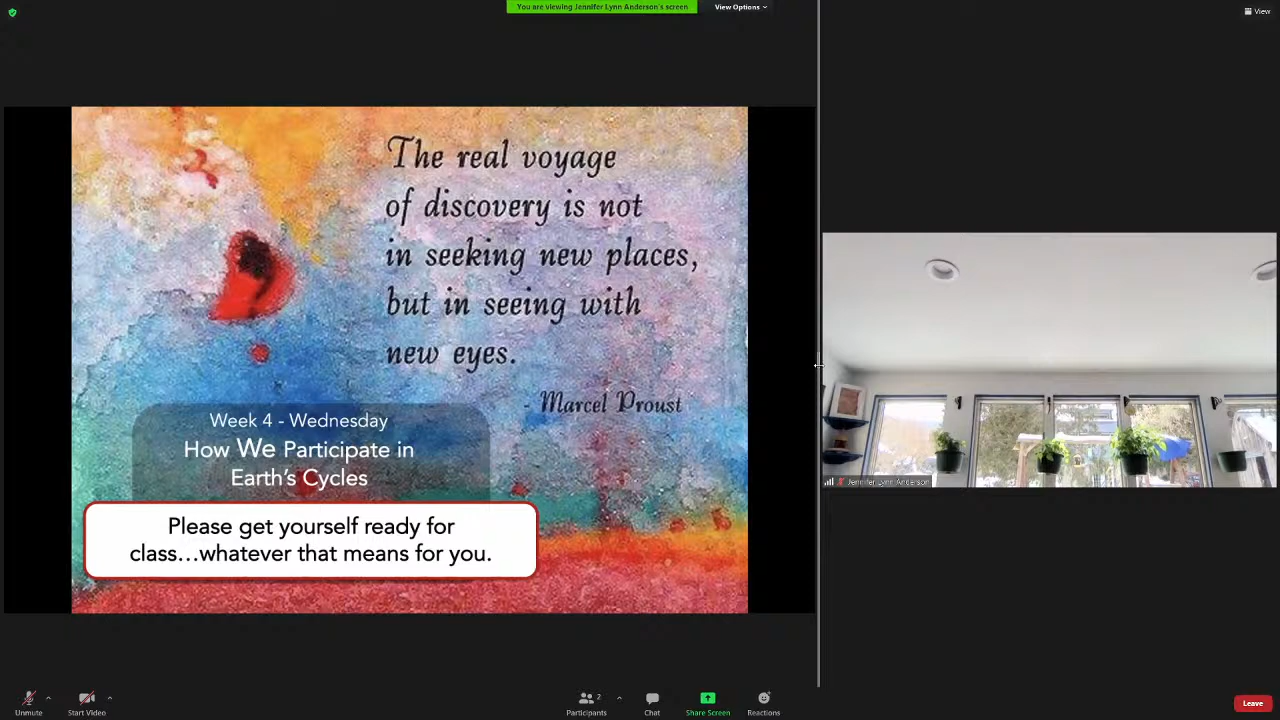 You are viewing Jennifer Lynn Anderson's screen
View Options
View
The real voyage
of discovery is not
in seeking new places,
but in seeing with
new eyes.
- Marcel Proust
Week 4 - Wednesday
How We Participate in
Earth's Cycles
Please get yourself ready for
class...whatever that means for you.
Jennifer Lynn Anderson
Unmute
Start Video
Participants
2
Chat
Share Screen
Reactions
Leave